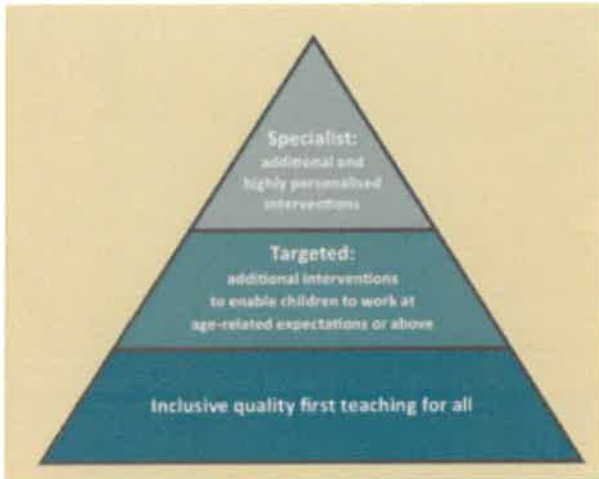 Specialist:
additional and
highly personalised
interventions
Targeted:
additional interventions
to enable children to work at
age-related expectations or above
Inclusive quality first teaching for all